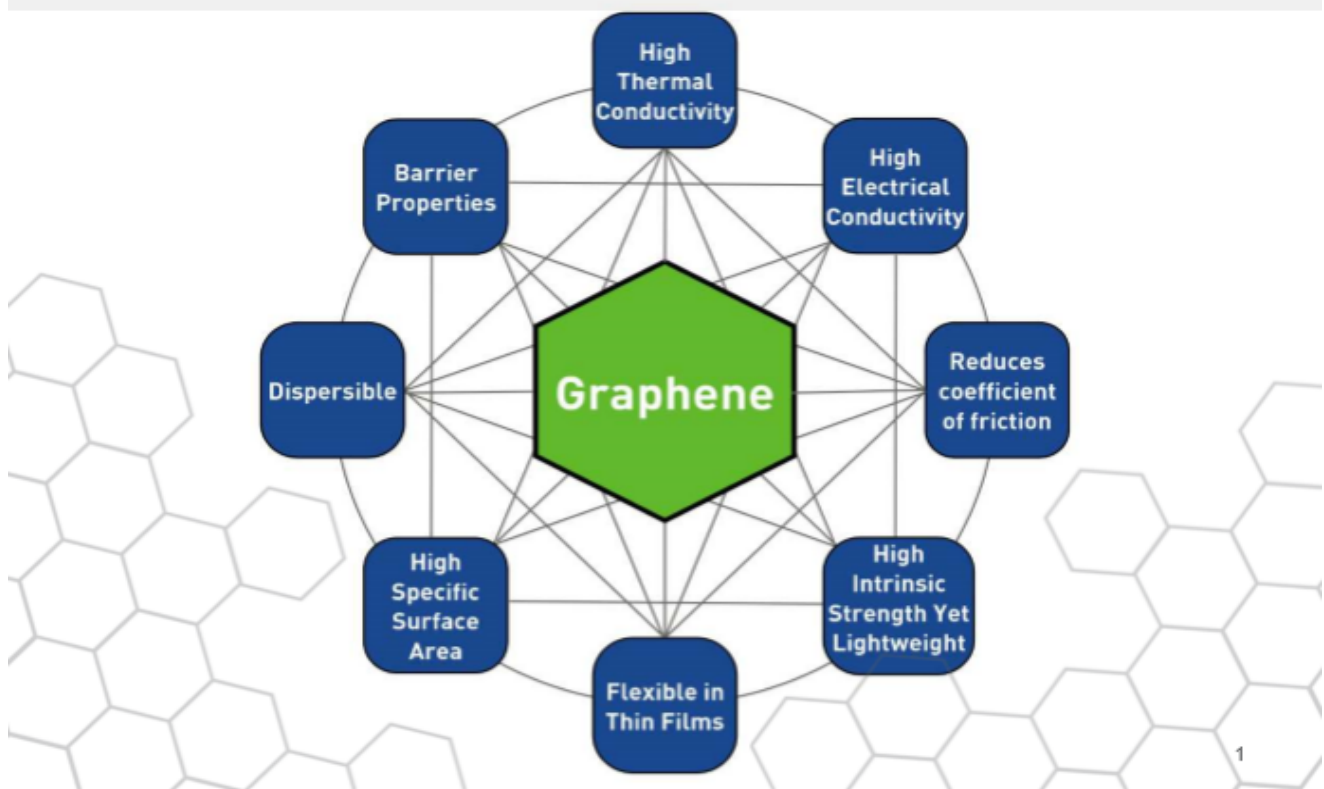 High
Thermal
Conductivity
Barrier
Properties
High
Electrical
Conductivity
Dispersible
Graphene
Reduces
coefficient
of friction
High
Specific
Surface
Area
High
Intrinsic
Strength Yet
Lightweight
Flexible in
Thin Films
1